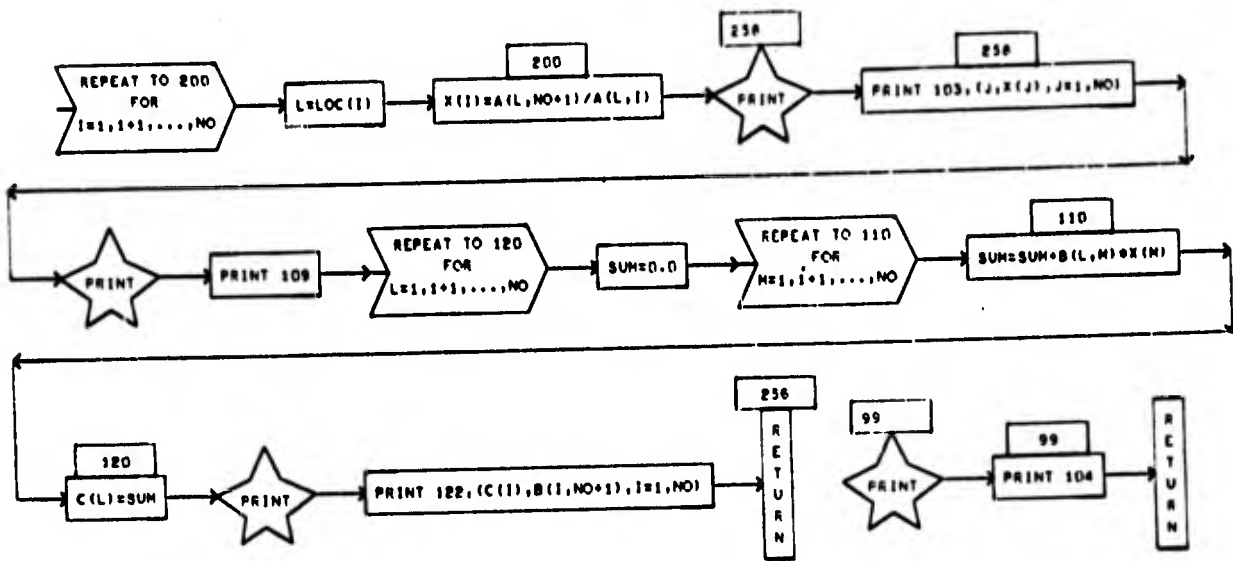 REPEAT TO 200
FOR
I=1,1+1,...,NO
L=LOC(I)
200
X(I)=A(L,NO+1)/A(L,I)
258
PRINT
258
PRINT 103,(J,X(J),J=1,NO)
PRINT
PRINT 109
REPEAT TO 120
FOR
L=1,1+1,...,NO
SUM=0.0
REPEAT TO 110
FOR
M=1,1+1,...,NO
110
SUM=SUM+B(L,M)*X(M)
120
C(L)=SUM
PRINT
PRINT 122,(C(I),B(I,NO+1),I=1,NO)
256
RETURN
99
PRINT
99
PRINT 104
RETURN